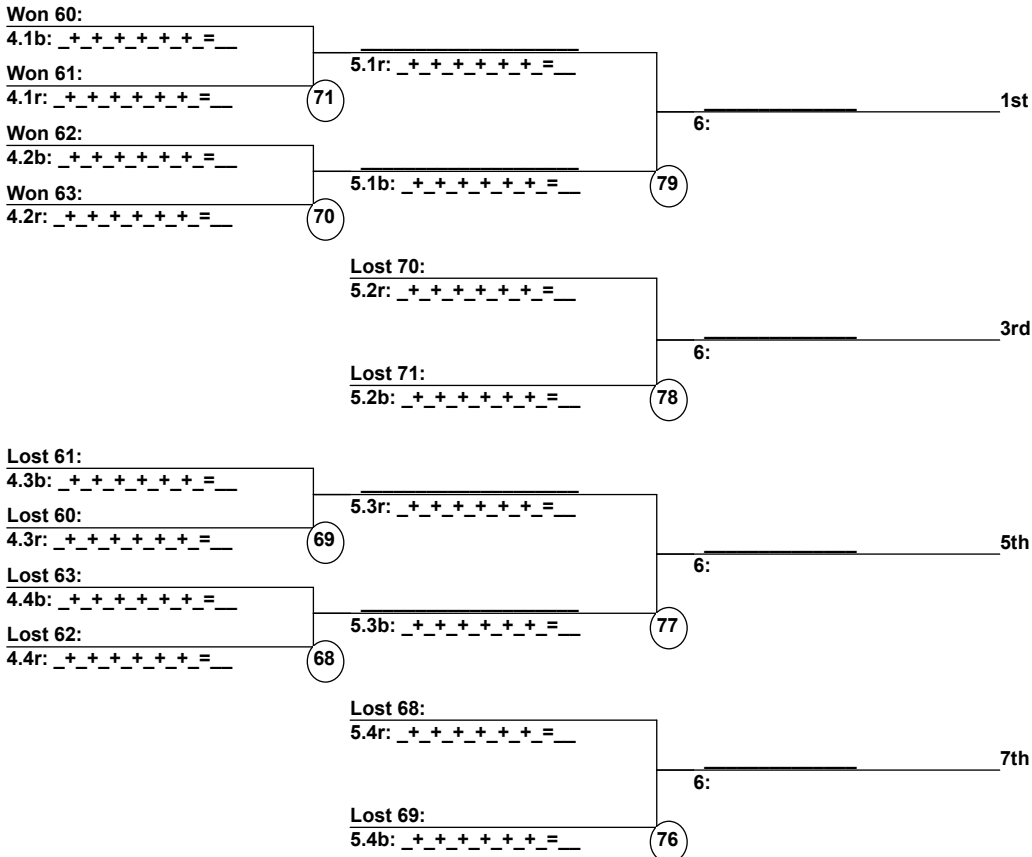 Won 60:
4.1b: _+_+_+_+_+_=__
5.1r: _+_+_+_+_+_=__
Won 61:
4.1r: _+_+_+_+_+_=__
71
1st
6:
Won 62:
4.2b: _+_+_+_+_+_=__
5.1b: _+_+_+_+_+_=__
79
Won 63:
4.2r: _+_+_+_+_+_=__
70
Lost 70:
5.2r: _+_+_+_+_+_=__
3rd
6:
Lost 71:
5.2b: _+_+_+_+_+_=__
78
Lost 61:
4.3b: _+_+_+_+_+_=__
5.3r: _+_+_+_+_+_=__
Lost 60:
4.3r: _+_+_+_+_+_=__
69
5th
6:
Lost 63:
4.4b: _+_+_+_+_+_=__
5.3b: _+_+_+_+_+_=__
77
Lost 62:
4.4r: _+_+_+_+_+_=__
68
Lost 68:
5.4r: _+_+_+_+_+_=__
7th
6:
Lost 69:
5.4b: _+_+_+_+_+_=__
76